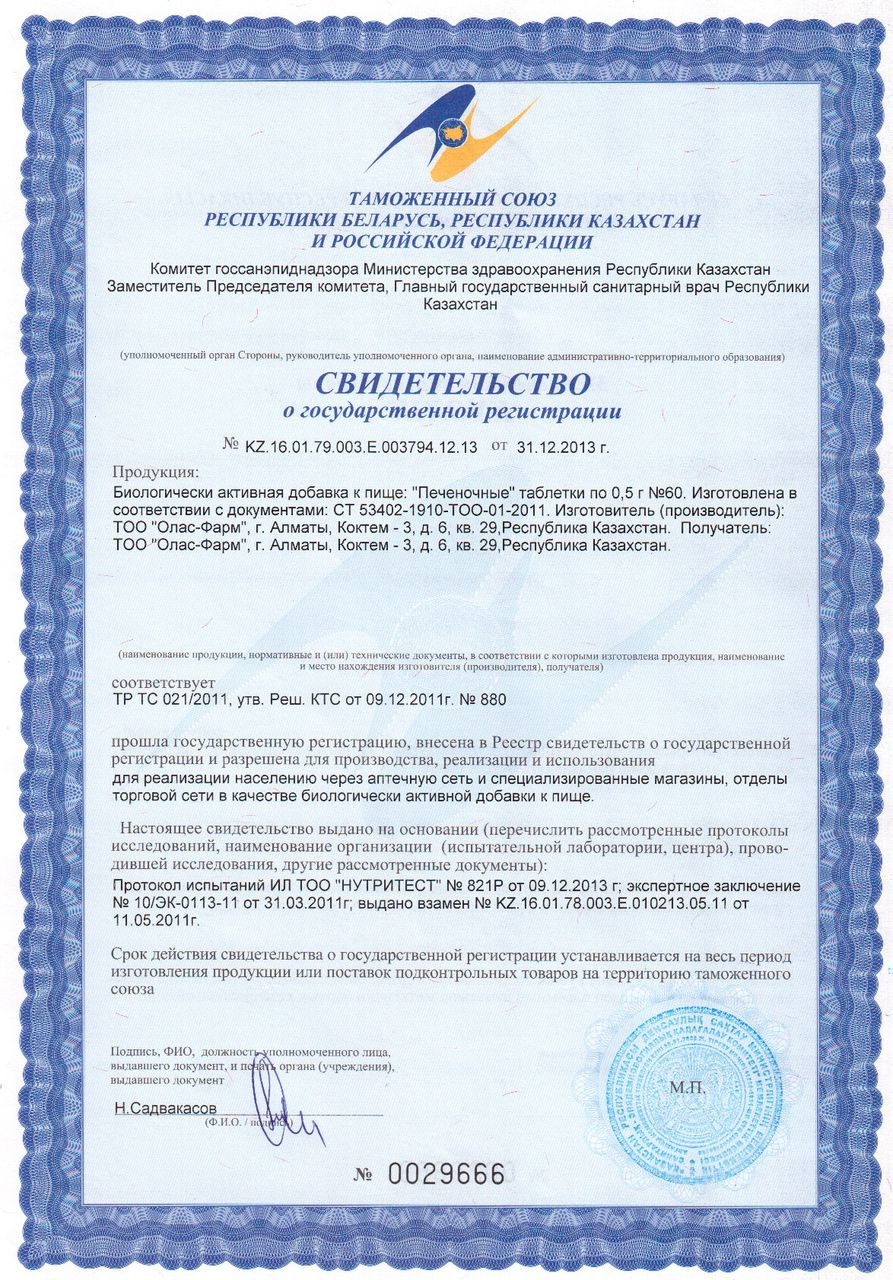 ТАМОЖЕННЫЙ СОЮЗ
РЕСПУБЛИКИ БЕЛАРУСЬ, РЕСПУБЛИКИ КАЗАХСТАН
И РОССИЙСКОЙ ФЕДЕРАЦИИ
Комитет госсанэпиднадзора Министерства здравоохранения Республики Казахстан
Заместитель Председателя комитета, Главный государственный санитарный врач Республики
Казахстан
(уполномоченный орган Стороны, руководитель уполномоченного органа, наименование административно-территориального образования)
СВИДЕТЕЛЬСТВО
о государственной регистрации
№ KZ.16.01.79.003.E.003794.12.13 от 31.12.2013 г.
Продукция:
Биологически активная добавка к пище: "Печеночные" таблетки по 0,5 г №60. Изготовлена в
соответствии с документами: СТ 53402-1910-ТОО-01-2011. Изготовитель (производитель):
ТОО "Олас-Фарм", г. Алматы, Коктем - 3, д. 6, кв. 29,Республика Казахстан. Получатель:
ТОО "Олас-Фарм", г. Алматы, Коктем - 3, д. 6, кв. 29,Республика Казахстан.
(наименование продукции, нормативные и (или) технические документы, в соответствии с которыми изготовлена продукция, наименование
и место нахождения изготовителя (производителя), получателя)
соответствует
ТР ТС 021/2011, утв. Реш. КТС от 09.12.2011г. № 880
прошла государственную регистрацию, внесена в Реестр свидетельств о государственной
регистрации и разрешена для производства, реализации и использования
для реализации населению через аптечную сеть и специализированные магазины, отделы
торговой сети в качестве биологически активной добавки к пище.
Настоящее свидетельство выдано на основании (перечислить рассмотренные протоколы
исследований, наименование организации (испытательной лаборатории, центра), прово-
дившей исследования, другие рассмотренные документы):
Протокол испытаний ИЛ ТОО "НУТРИТЕСТ" № 821Р от 09.12.2013 г; экспертное заключение
№ 10/ЭК-0113-11 от 31.03.2011г; выдано взамен № KZ.16.01.78.003.E.010213.05.11 от
11.05.2011г.
Срок действия свидетельства о государственной регистрации устанавливается на весь период
изготовления продукции или поставок подконтрольных товаров на территорию таможенного
союза
Подпись, ФИО, должность уполномоченного лица,
выдавшего документ, и печать органа (учреждения),
выдавшего документ
Н.Садвакасов
(Ф.И.О. / подпись)
М.П.
№ 0029666